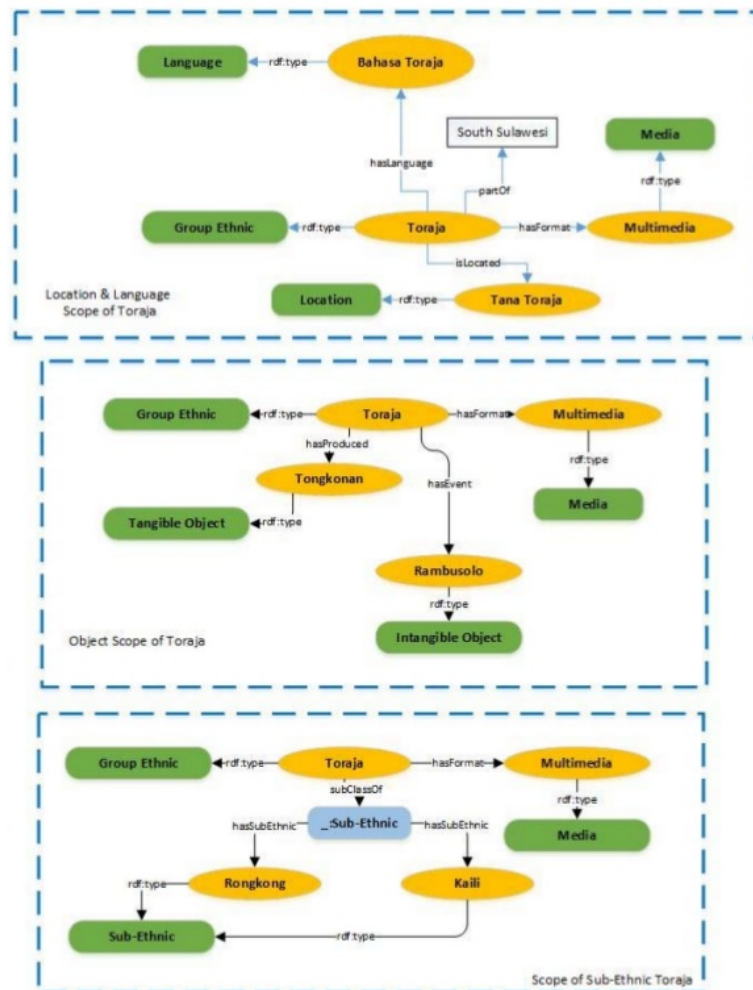 Language
rdf:type
Bahasa Toraja
South Sulawesi
Media
hasLanguage
partOf
rdf:type
Group Ethnic
rdf:type
Toraja
hasFormat
Multimedia
isLocated
Location & Language
Scope of Toraja
Location
rdf:type
Tana Toraja
Group Ethnic
rdf:type
Toraja
hasFormat
Multimedia
hasProduced
rdf:type
Tongkonan
hasEvent
Media
Tangible Object
rdf:type
Rambusolo
rdf:type
Object Scope of Toraja
Intangible Object
Group Ethnic
rdf:type
Toraja
hasFormat
Multimedia
subClassOf
rdf:type
hasSubEthnic
_:Sub-Ethnic
hasSubEthnic
Media
rdf:type
Rongkong
Kaili
Sub-Ethnic
rdf:type
Scope of Sub-Ethnic Toraja